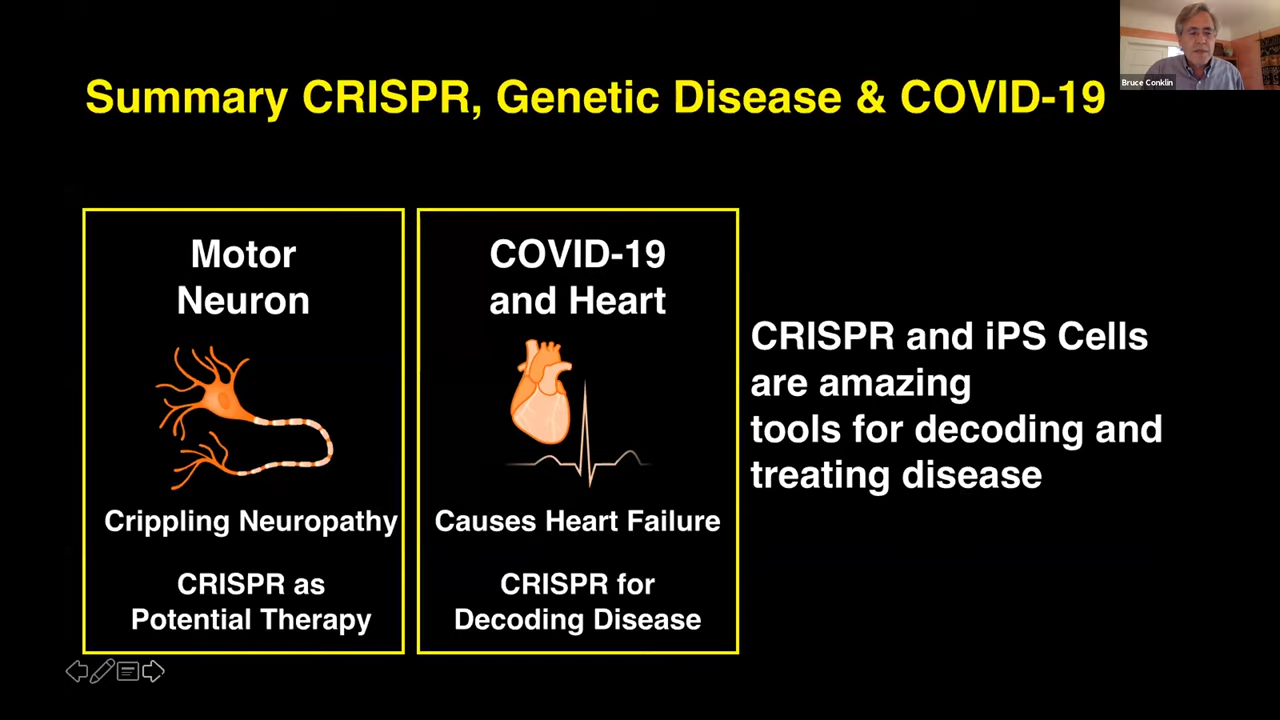 Summary CRISPR, Genetic Disease & COVID-19
Bruce Conklin
Motor
Neuron
Crippling Neuropathy
CRISPR as
Potential Therapy
COVID-19
and Heart
Causes Heart Failure
CRISPR for
Decoding Disease
CRISPR and iPS Cells
are amazing
tools for decoding and
treating disease